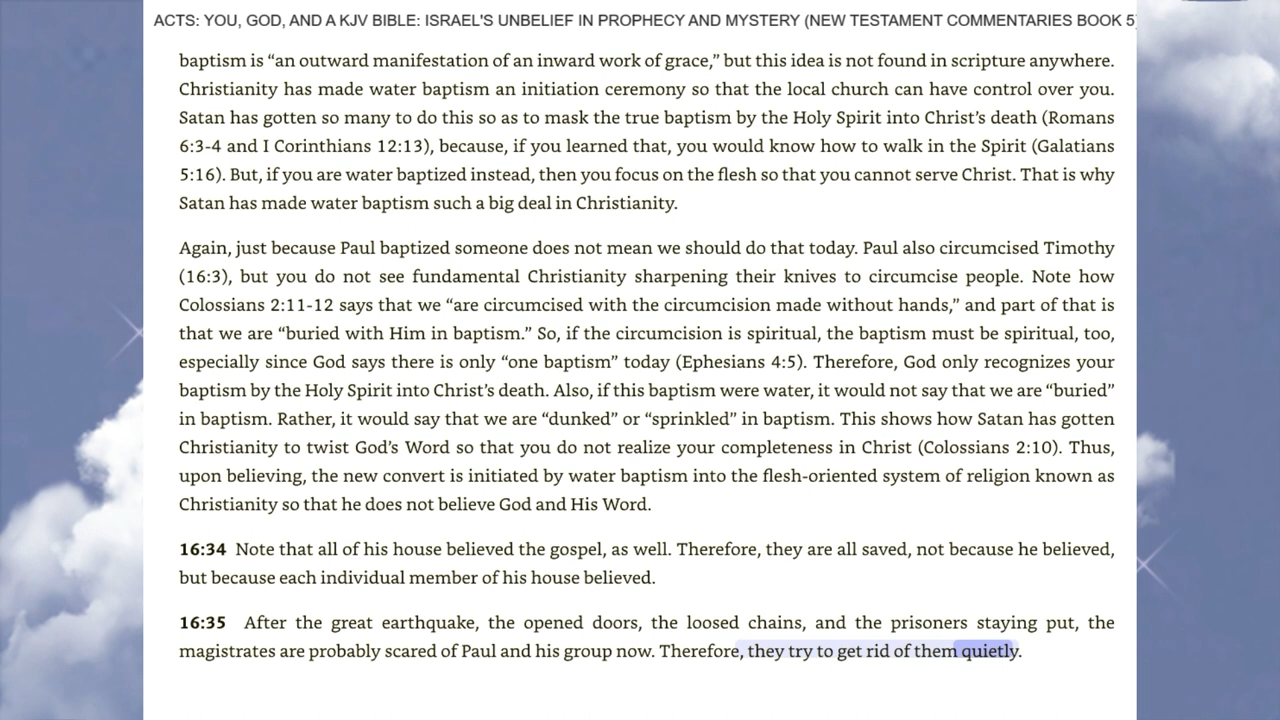 ACTS: YOU, GOD, AND A KJV BIBLE: ISRAEL'S UNBELIEF IN PROPHECY AND MYSTERY (NEW TESTAMENT COMMENTARIES BOOK 5)
baptism is “an outward manifestation of an inward work of grace,” but this idea is not found in scripture anywhere.
Christianity has made water baptism an initiation ceremony so that the local church can have control over you.
Satan has gotten so many to do this so as to mask the true baptism by the Holy Spirit into Christ’s death (Romans
6:3-4 and I Corinthians 12:13), because, if you learned that, you would know how to walk in the Spirit (Galatians
5:16). But, if you are water baptized instead, then you focus on the flesh so that you cannot serve Christ. That is why
Satan has made water baptism such a big deal in Christianity.
Again, just because Paul baptized someone does not mean we should do that today. Paul also circumcised Timothy
(16:3), but you do not see fundamental Christianity sharpening their knives to circumcise people. Note how
Colossians 2:11-12 says that we “are circumcised with the circumcision made without hands,” and part of that is
that we are “buried with Him in baptism.” So, if the circumcision is spiritual, the baptism must be spiritual, too,
especially since God says there is only “one baptism” today (Ephesians 4:5). Therefore, God only recognizes your
baptism by the Holy Spirit into Christ’s death. Also, if this baptism were water, it would not say that we are “buried”
in baptism. Rather, it would say that we are “dunked” or “sprinkled” in baptism. This shows how Satan has gotten
Christianity to twist God’s Word so that you do not realize your completeness in Christ (Colossians 2:10). Thus,
upon believing, the new convert is initiated by water baptism into the flesh-oriented system of religion known as
Christianity so that he does not believe God and His Word.
16:34 Note that all of his house believed the gospel, as well. Therefore, they are all saved, not because he believed,
but because each individual member of his house believed.
16:35 After the great earthquake, the opened doors, the loosed chains, and the prisoners staying put, the
magistrates are probably scared of Paul and his group now. Therefore, they try to get rid of them quietly.